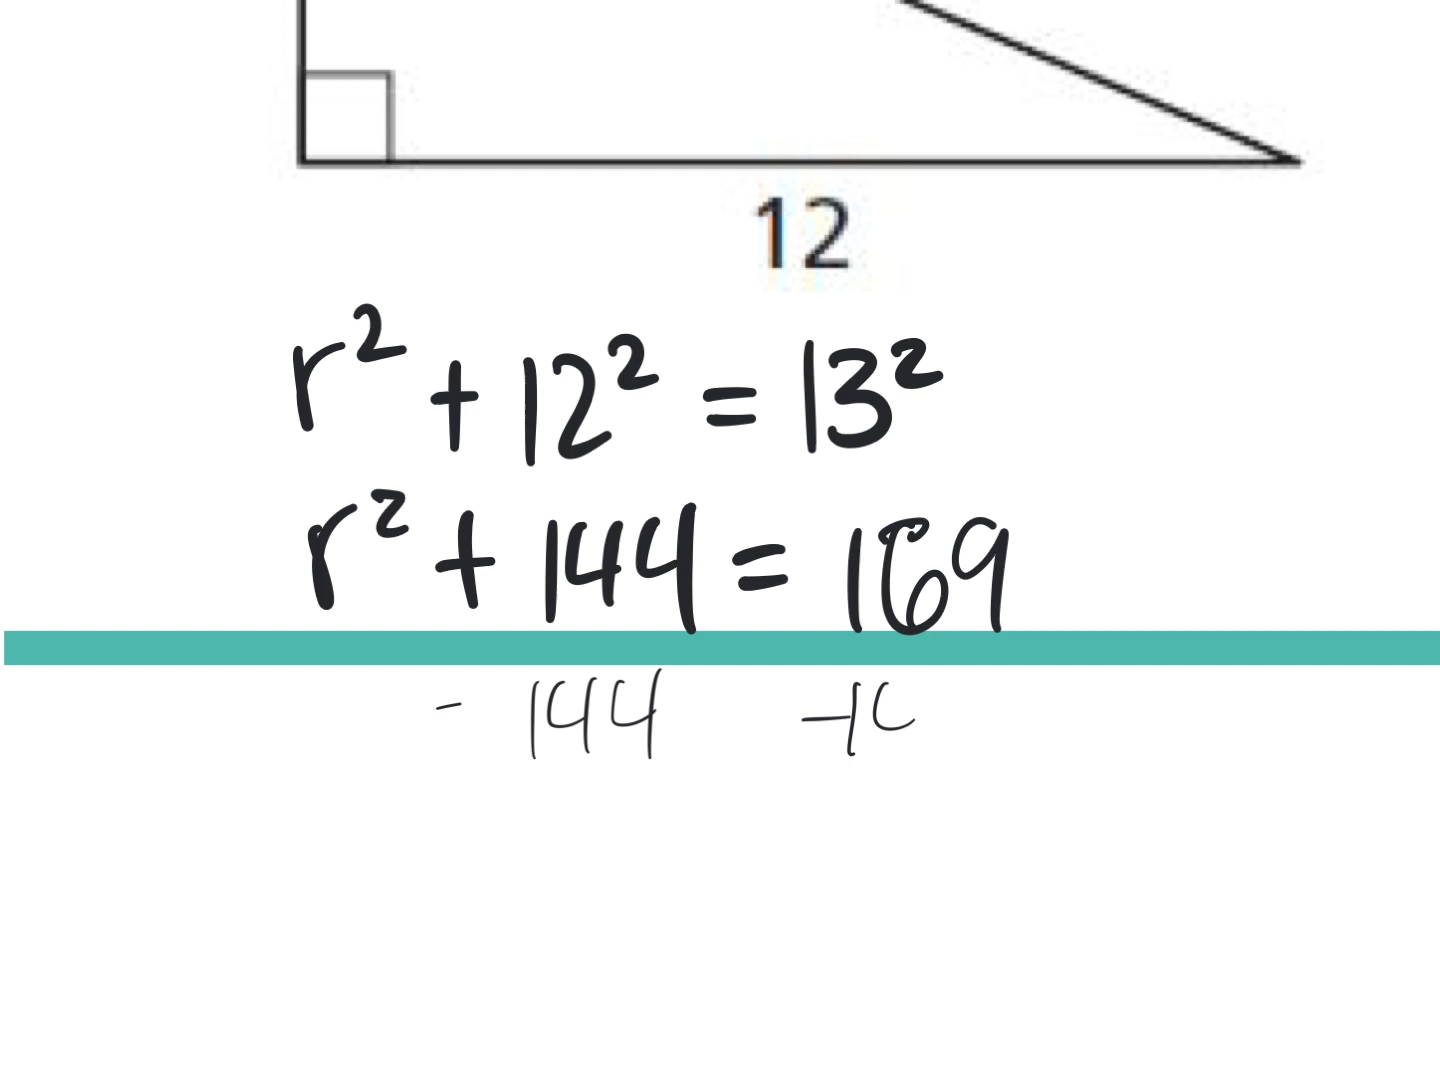 12
r² + 12² = 13²
r² + 144 = 169
- 144